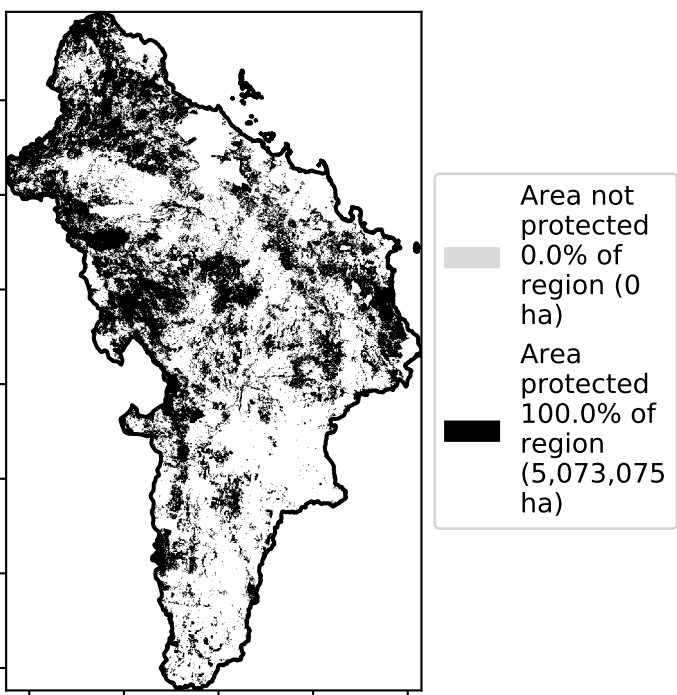 Area not
protected
0.0% of
region (0
ha)
Area
protected
100.0% of
region
(5,073,075
ha)